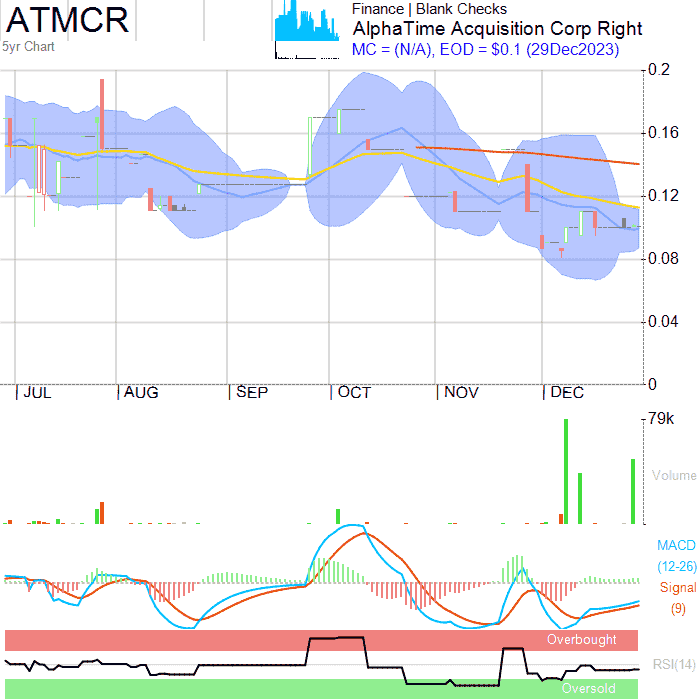 ATMCR
5yr Chart
Finance | Blank Checks
AlphaTime Acquisition Corp Right
MC = (N/A), EOD = $0.1 (29Dec2023)
0.2
0.16
0.12
0.08
0.04
0
JUL AUG SEP OCT NOV DEC
79k
Volume
MACD
(12-26)
Signal
(9)
Overbought
RSI(14)
Oversold